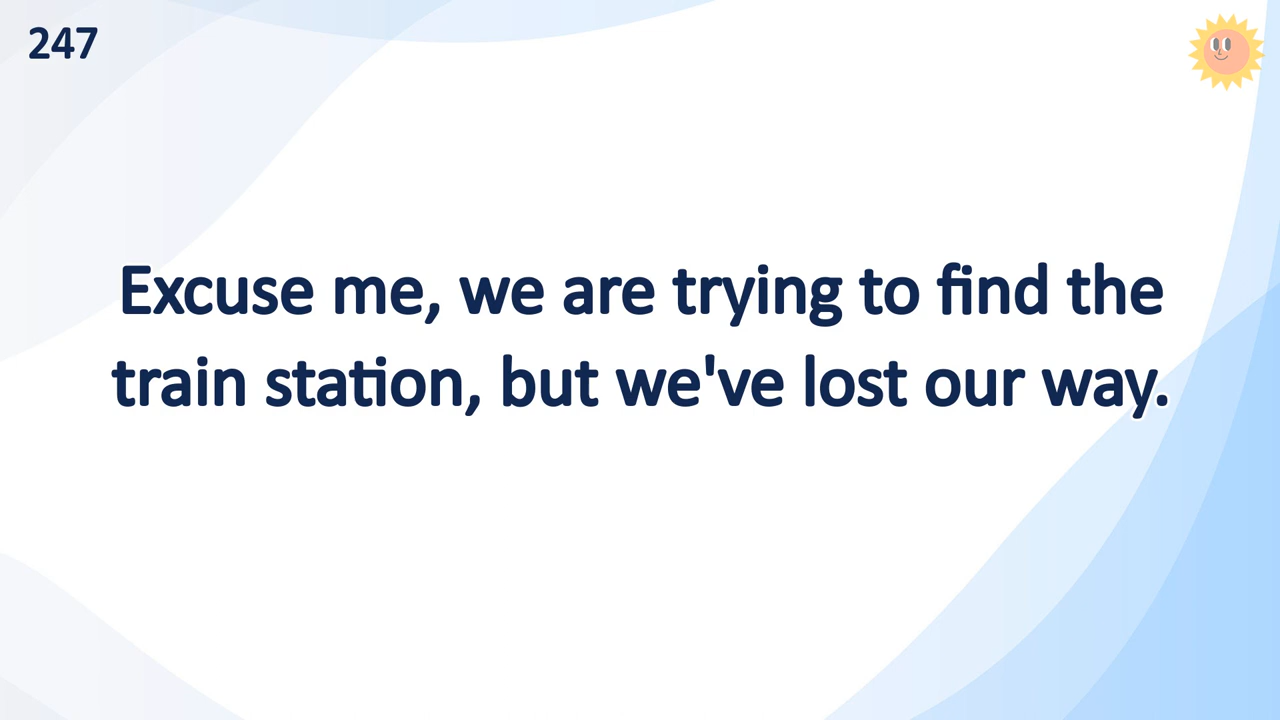 247
Excuse me, we are trying to find the
train station, but we've lost our way.